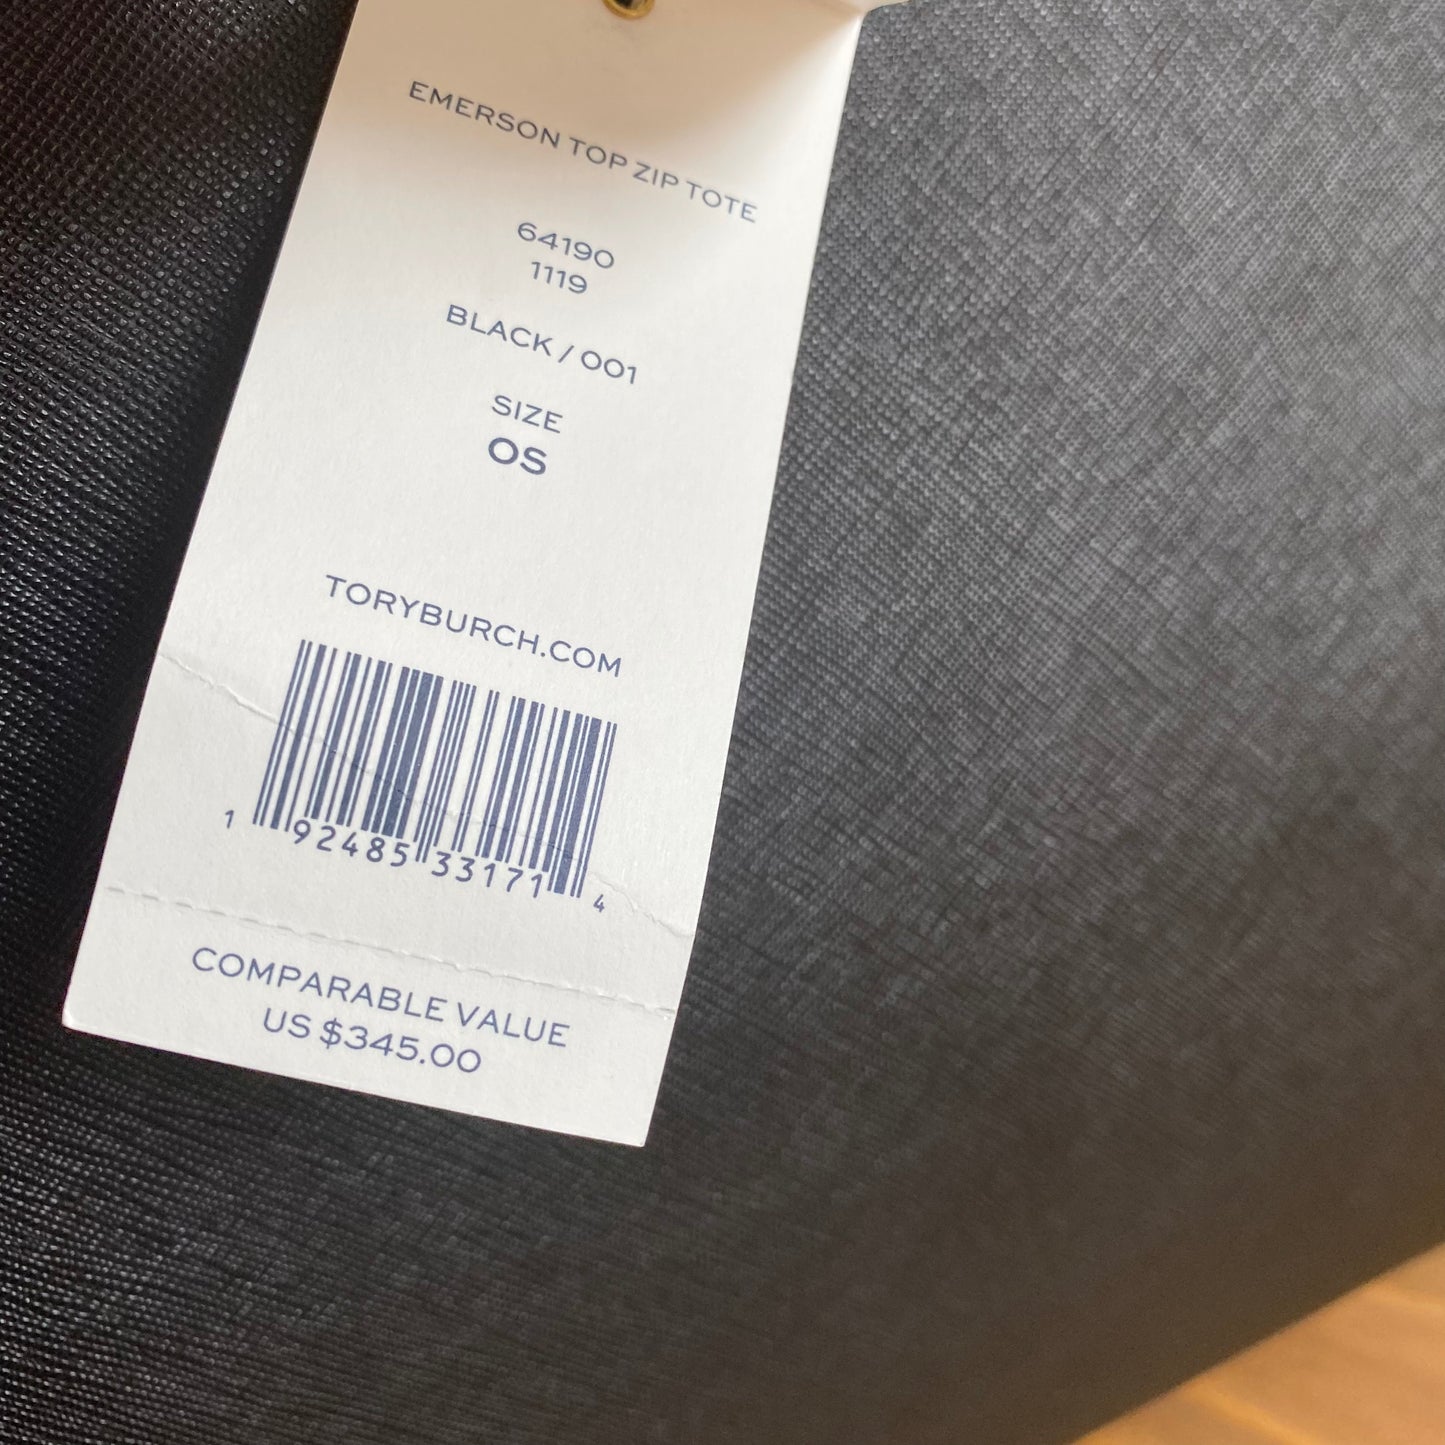 EMERSON TOP ZIP TOTE
64190
1119
BLACK / 001
SIZE
OS
TORYBURCH.COM
1 92485 33171 4
COMPARABLE VALUE
US $345.00